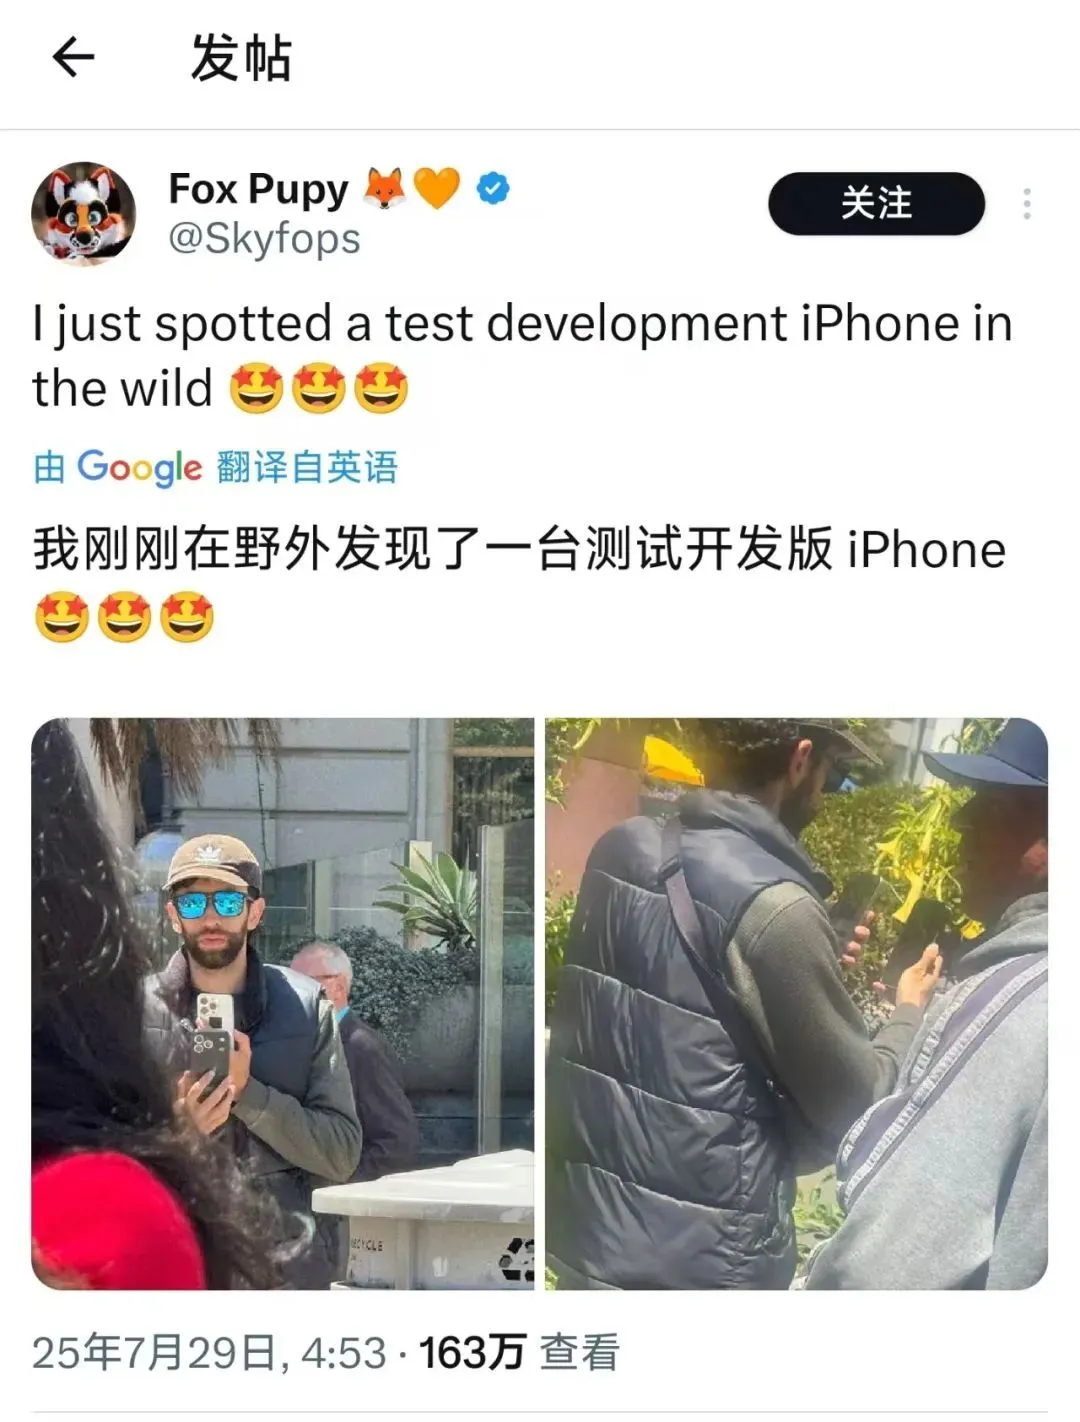 发帖
Fox Pupy 🦊🧡
@Skyfops
关注
I just spotted a test development iPhone in
the wild 🤩🤩🤩
由 Google 翻译自英语
我刚刚在野外发现了一台测试开发版 iPhone
🤩🤩🤩
RECYCLE
25年7月29日, 4:53 · 163万 查看